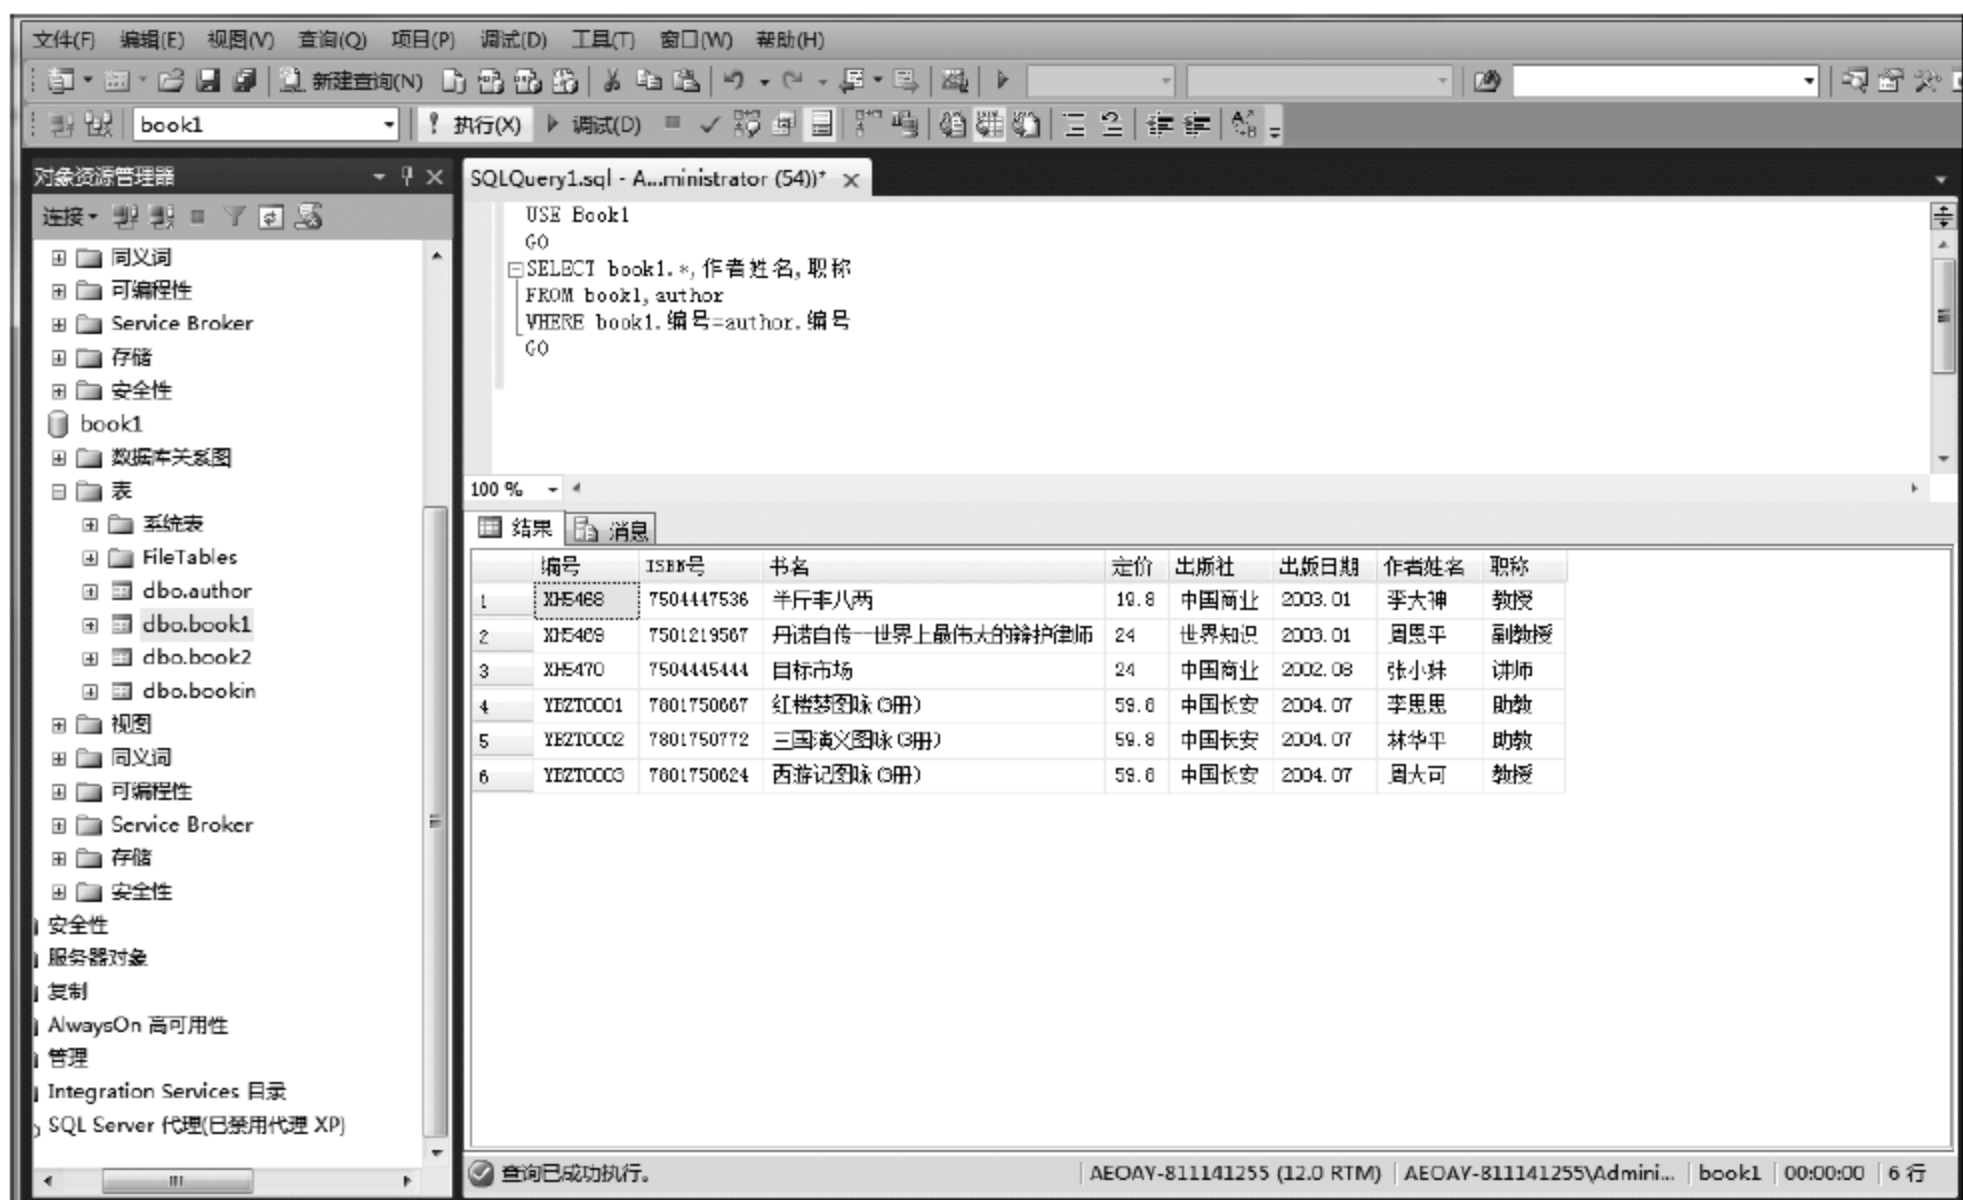 文件(F) 编辑(E) 视图(V) 查询(Q) 项目(P) 调试(D) 工具(T) 窗口(W) 帮助(H)
新建查询(N)
book1 执行(X) 调试(D)
对象资源管理器
连接
同义词
可编程性
Service Broker
存储
安全性
book1
数据库关系图
表
系统表
FileTables
dbo.author
dbo.book1
dbo.book2
dbo.bookin
视图
同义词
可编程性
Service Broker
存储
安全性
安全性
服务器对象
复制
AlwaysOn 高可用性
管理
Integration Services 目录
SQL Server 代理(已禁用代理 XP)
SQLQuery1.sql - A...ministrator (54))*
USE Book1
GO
SELECT book1.*,作者姓名,职称
FROM book1,author
WHERE book1.编号=author.编号
GO
100 %
结果 消息
编号 ISBN号 书名 定价 出版社 出版日期 作者姓名 职称
1 XH5468 7504447536 半斤非八两 19.8 中国商业 2003.01 李大神 教授
2 XH5469 7501219567 丹诺自传--世界上最伟大的辩护律师 24 世界知识 2003.01 周恩平 副教授
3 XH5470 7504445444 目标市场 24 中国商业 2002.08 张小妹 讲师
4 YBZT0001 7801750667 红楼梦图咏(3册) 59.8 中国长安 2004.07 李思思 助教
5 YBZT0002 7801750772 三国演义图咏(3册) 59.8 中国长安 2004.07 林华平 助教
6 YBZT0003 7801750624 西游记图咏(3册) 59.8 中国长安 2004.07 周大可 教授
查询已成功执行。 AEOAY-811141255 (12.0 RTM) AEOAY-811141255\Admini... book1 00:00:00 6 行